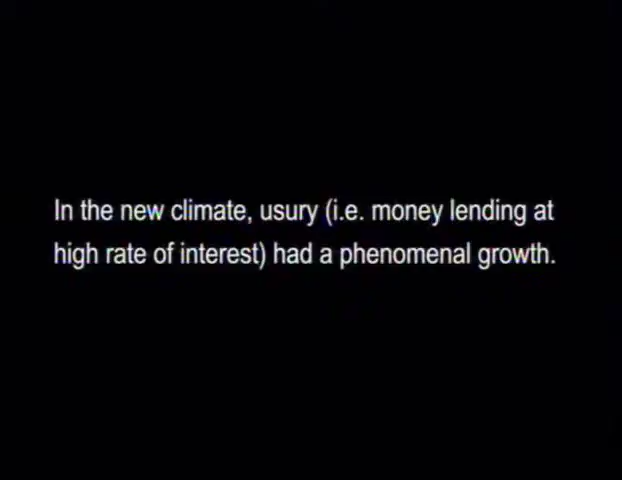 In the new climate, usury (i.e. money lending at
high rate of interest) had a phenomenal growth.